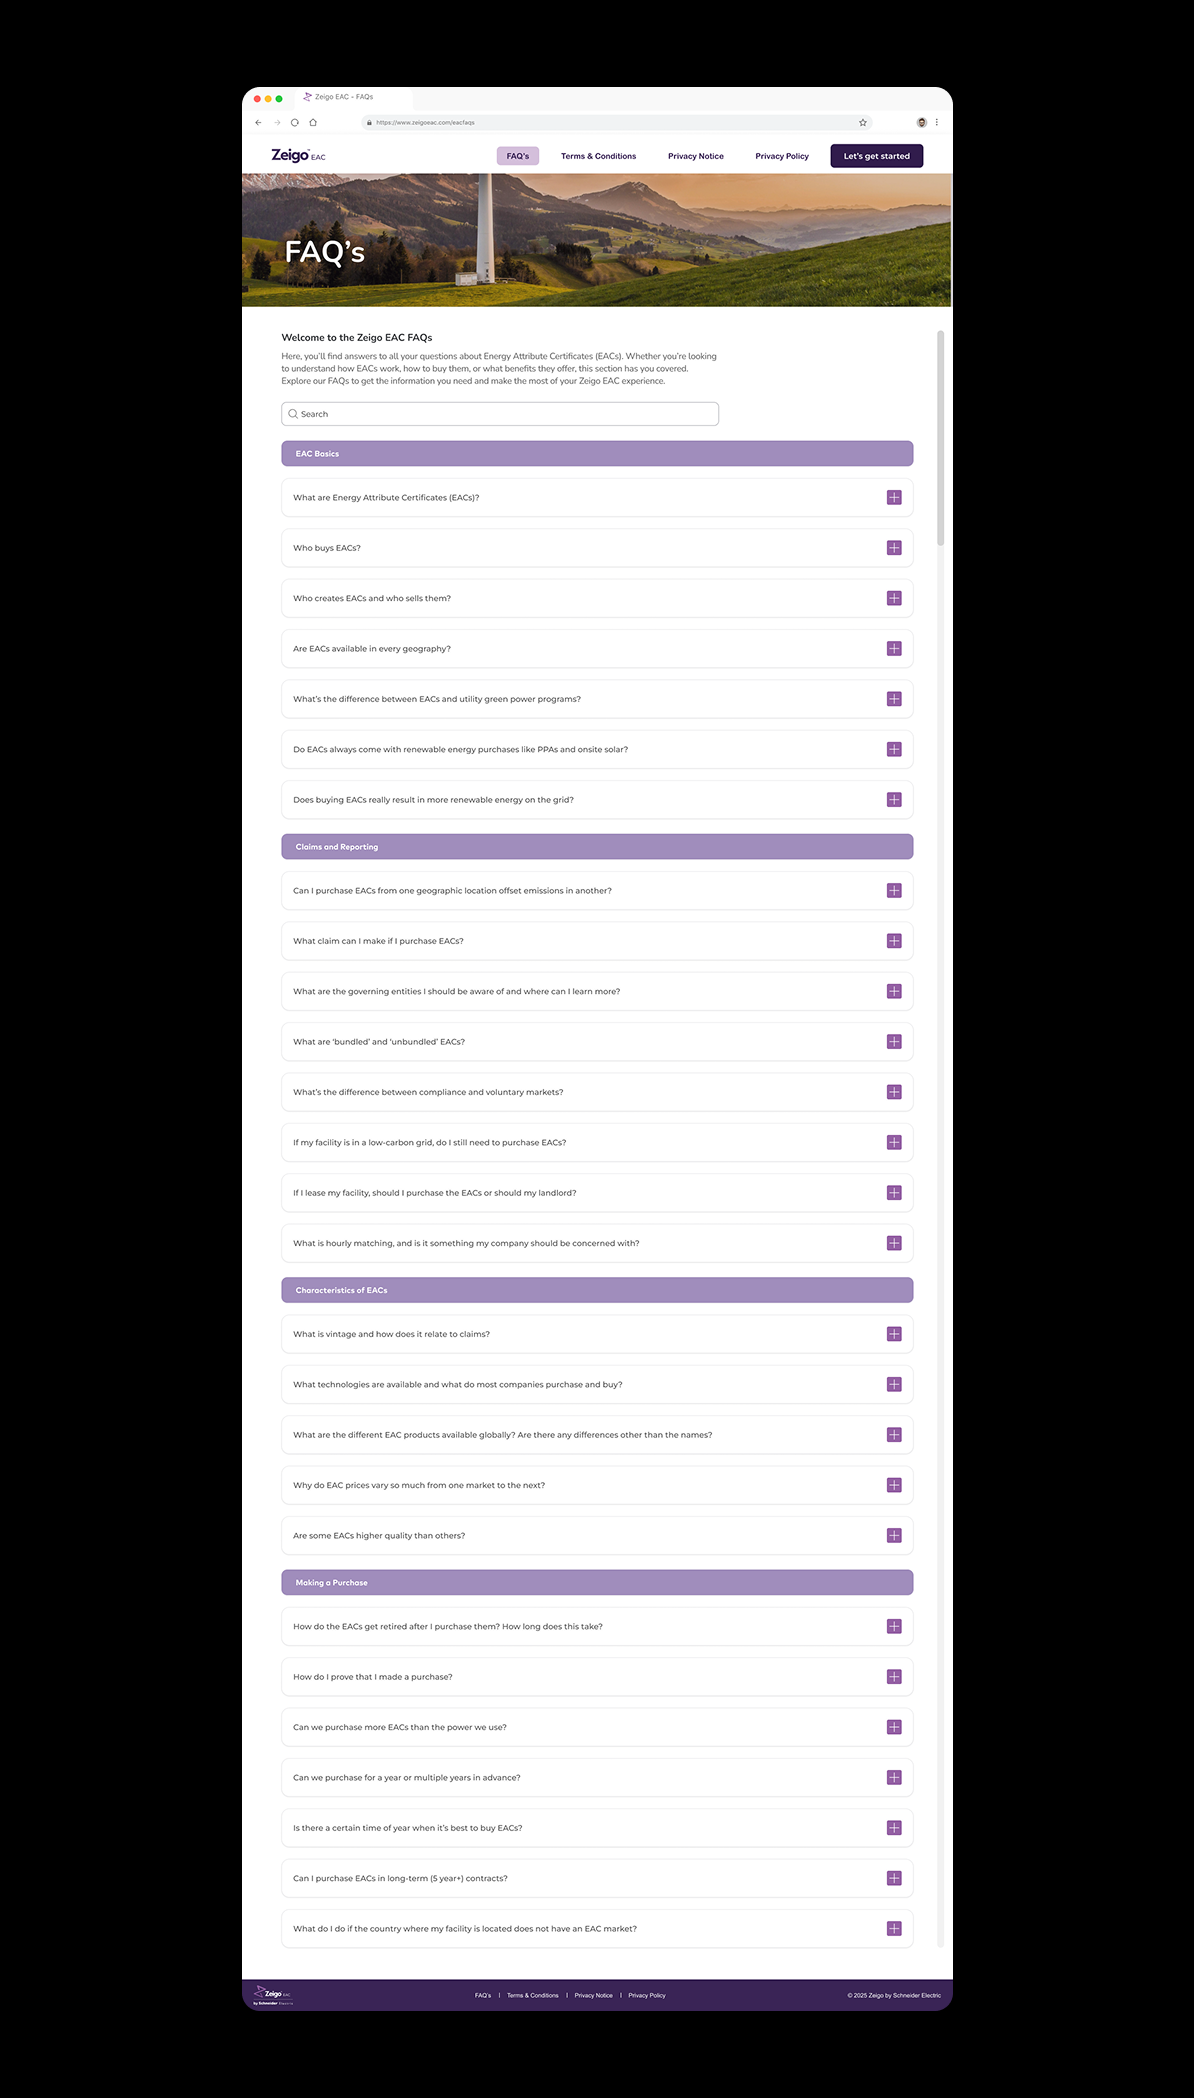 Zeigo EAC - FAQs
https://www.zeigoeac.com/eacfaqs
Zeigo™ EAC
FAQ's
Terms & Conditions
Privacy Notice
Privacy Policy
Let's get started
FAQ's
Welcome to the Zeigo EAC FAQs
Here, you'll find answers to all your questions about Energy Attribute Certificates (EACs). Whether you're looking
to understand how EACs work, how to buy them, or what benefits they offer, this section has you covered.
Explore our FAQs to get the information you need and make the most of your Zeigo EAC experience.
Search
EAC Basics
What are Energy Attribute Certificates (EACs)?
Who buys EACs?
Who creates EACs and who sells them?
Are EACs available in every geography?
What's the difference between EACs and utility green power programs?
Do EACs always come with renewable energy purchases like PPAs and onsite solar?
Does buying EACs really result in more renewable energy on the grid?
Claims and Reporting
Can I purchase EACs from one geographic location offset emissions in another?
What claim can I make if I purchase EACs?
What are the governing entities I should be aware of and where can I learn more?
What are 'bundled' and 'unbundled' EACs?
What's the difference between compliance and voluntary markets?
If my facility is in a low-carbon grid, do I still need to purchase EACs?
If I lease my facility, should I purchase the EACs or should my landlord?
What is hourly matching, and is it something my company should be concerned with?
Characteristics of EACs
What is vintage and how does it relate to claims?
What technologies are available and what do most companies purchase and buy?
What are the different EAC products available globally? Are there any differences other than the names?
Why do EAC prices vary so much from one market to the next?
Are some EACs higher quality than others?
Making a Purchase
How do the EACs get retired after I purchase them? How long does this take?
How do I prove that I made a purchase?
Can we purchase more EACs than the power we use?
Can we purchase for a year or multiple years in advance?
Is there a certain time of year when it's best to buy EACs?
Can I purchase EACs in long-term (5 year+) contracts?
What do I do if the country where my facility is located does not have an EAC market?
Zeigo EAC
by Schneider Electric
FAQ's | Terms & Conditions | Privacy Notice | Privacy Policy
© 2025 Zeigo by Schneider Electric